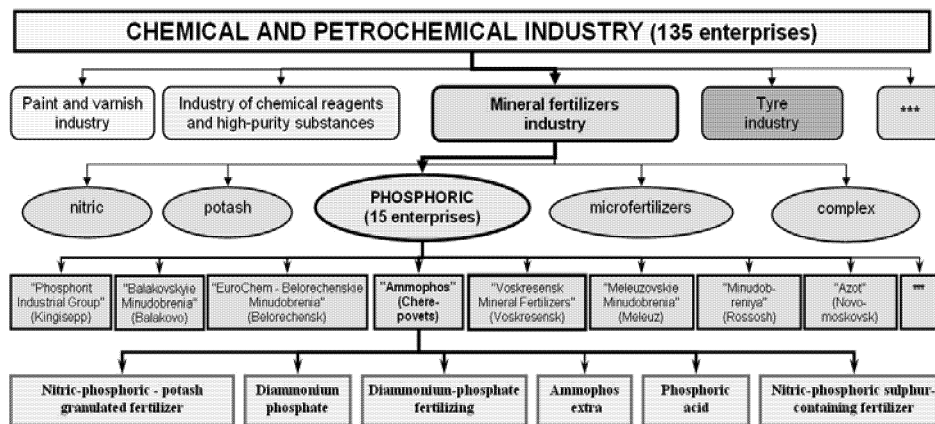 CHEMICAL AND PETROCHEMICAL INDUSTRY (135 enterprises)
Paint and varnish
industry
Industry of chemical reagents
and high-purity substances
Mineral fertilizers
industry
Tyre
industry
***
nitric
potash
PHOSPHORIC
(15 enterprises)
microfertilizers
complex
"Phosphorit
Industrial Group"
(Kingisepp)
"Balakovskyie
Minudobrenia"
(Balakovo)
"EuroChem - Belorechenskie
Minudobrenia"
(Belorechensk)
"Ammophos"
(Chere-
povets)
"Voskresensk
Mineral Fertilizers"
(Voskresensk)
"Meleuzovskie
Minudobrenia"
(Meleuz)
"Minudob-
reniya"
(Rossosh)
"Azot"
(Novo-
moskovsk)
***
Nitric-phosphoric - potash
granulated fertilizer
Diammonium
phosphate
Diammonium-phosphate
fertilizing
Ammophos
extra
Phosphoric
acid
Nitric-phosphoric sulphur-
containing fertilizer